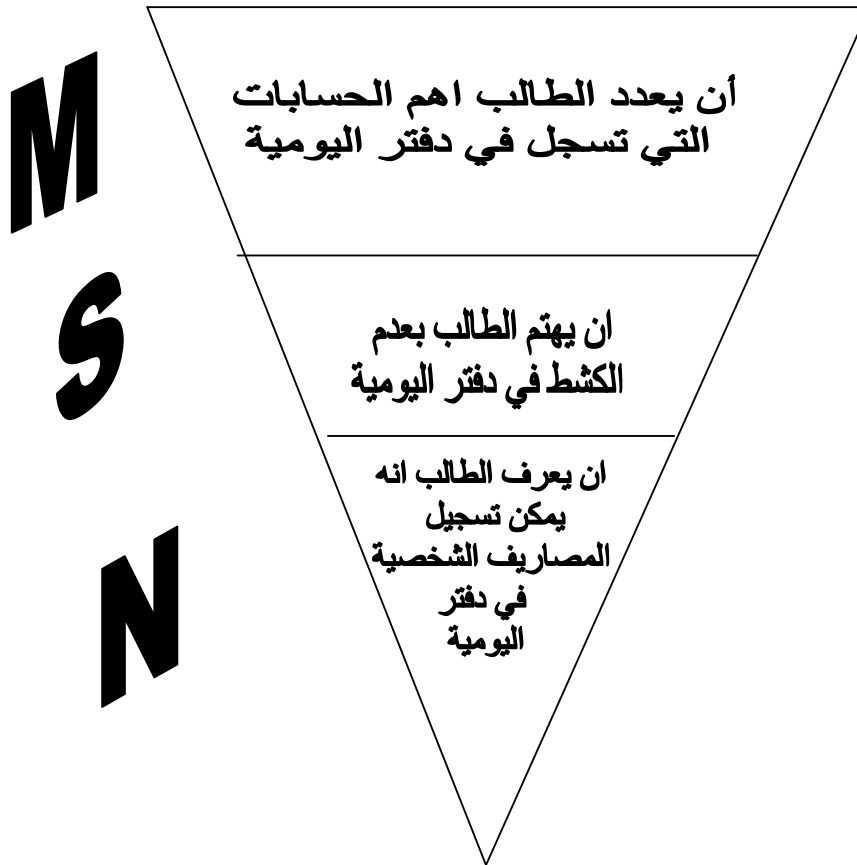 M
أن يعدد الطالب اهم الحسابات
التي تسجل في دفتر اليومية
S
ان يهتم الطالب بعدم
الكشط في دفتر اليومية
N
ان يعرف الطالب انه
يمكن تسجيل
المصاريف الشخصية
في دفتر
اليومية